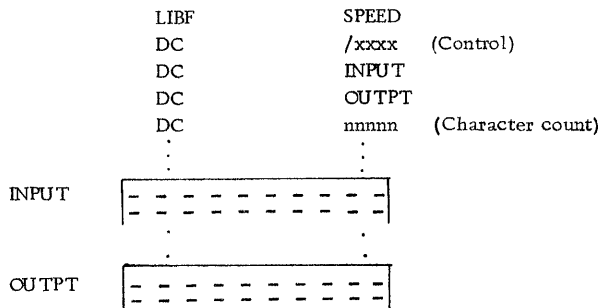 LIBF SPEED
DC /xxxx (Control)
DC INPUT
DC OUTPT
DC nnnnn (Character count)
INPUT
OUTPT